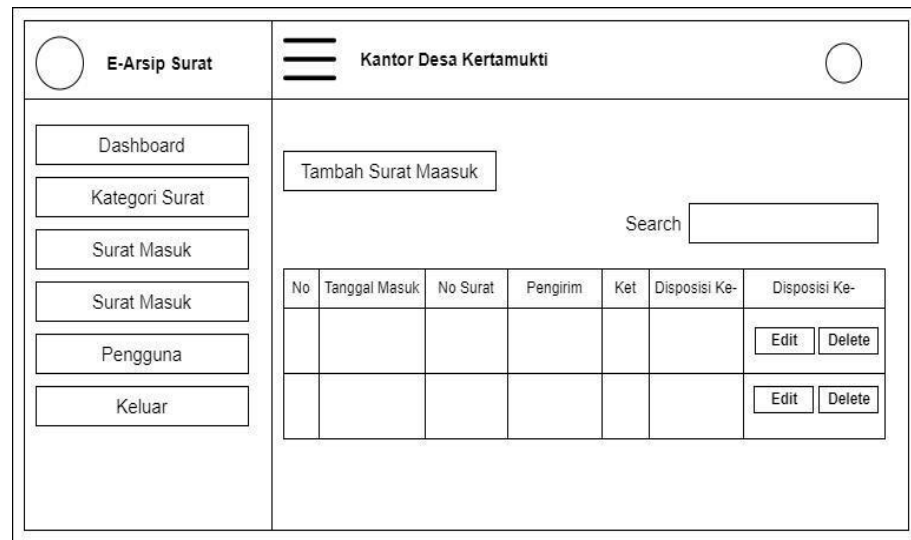 E-Arsip Surat
Kantor Desa Kertamukti
Dashboard
Kategori Surat
Surat Masuk
Surat Masuk
Pengguna
Keluar
Tambah Surat Maasuk
Search
No Tanggal Masuk No Surat Pengirim Ket Disposisi Ke- Disposisi Ke-
Edit Delete
Edit Delete